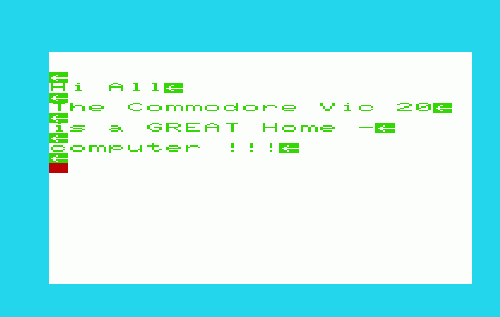 ←
Hi All←
←
The Commodore Vic 20←
←
is a GREAT Home -←
←
computer !!!←
←